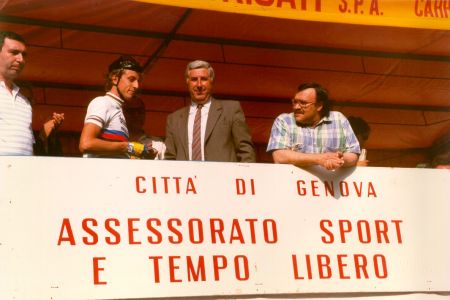 S.P.A.
CITTA' DI GENOVA
ASSESSORATO SPORT
E TEMPO LIBERO